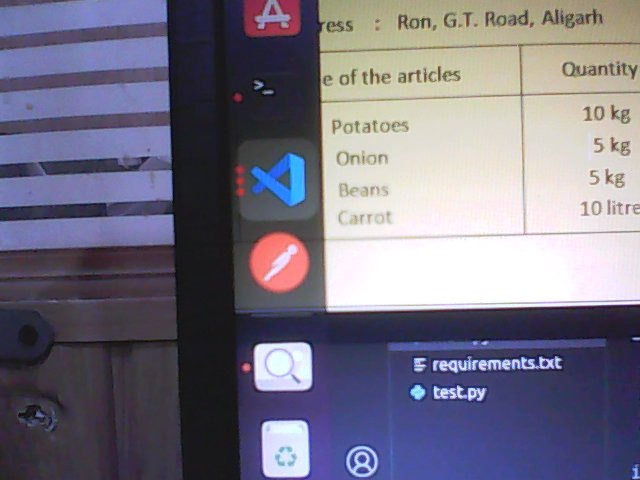 ress : Ron, G.T. Road, Aligarh
e of the articles Quantity
Potatoes 10 kg
Onion 5 kg
Beans 5 kg
Carrot 10 litre
>_
requirements.txt
test.py